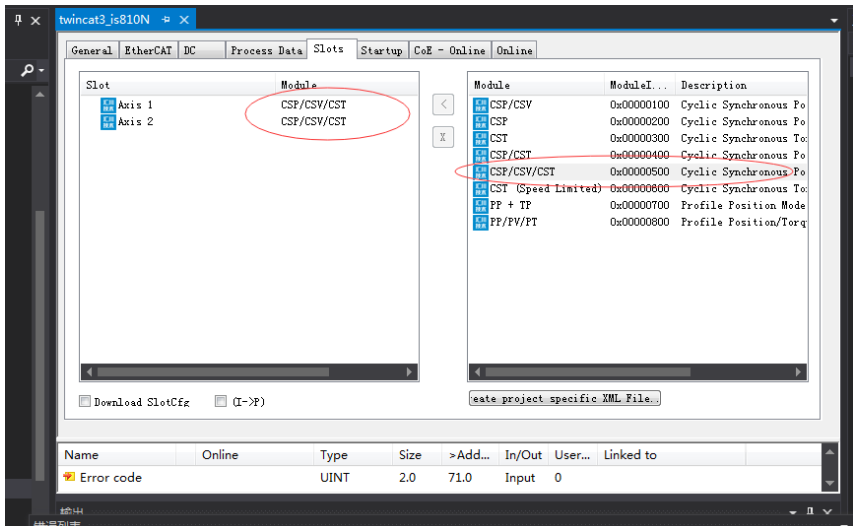 twincat3_is810N
General EtherCAT DC Process Data Slots Startup CoE - Online Online
Slot Module
Axis 1 CSP/CSV/CST
Axis 2 CSP/CSV/CST
<
X
Module ModuleI... Description
CSP/CSV 0x00000100 Cyclic Synchronous Po
CSP 0x00000200 Cyclic Synchronous Po
CST 0x00000300 Cyclic Synchronous To
CSP/CST 0x00000400 Cyclic Synchronous Po
CSP/CSV/CST 0x00000500 Cyclic Synchronous Po
CST (Speed Limited) 0x00000600 Cyclic Synchronous To
PP + TP 0x00000700 Profile Position Mode
PP/PV/PT 0x00000800 Profile Position/Torq
Download SlotCfg (I->P)
eate project specific XML File..
Name Online Type Size >Add... In/Out User... Linked to
Error code UINT 2.0 71.0 Input 0
输出
错误列表